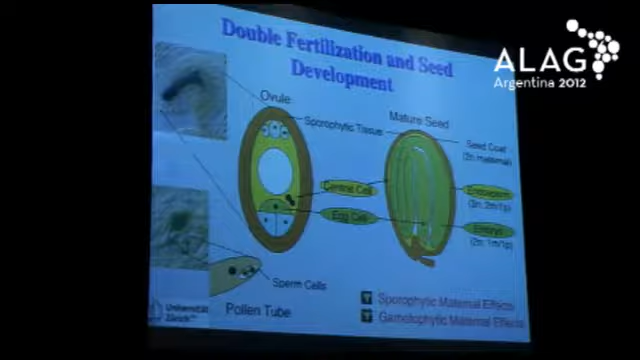 Double Fertilization and Seed
Development
ALAG
Argentina 2012
Ovule
Mature Seed
Sporophytic Tissue
Seed Coat
(2n maternal)
Central Cell
Endosperm
(3n: 2m/1p)
Egg Cell
Embryo
(2n: 1m/1p)
Sperm Cells
Pollen Tube
Sporophytic Maternal Effects
Gametophytic Maternal Effects
Universität
Zürich